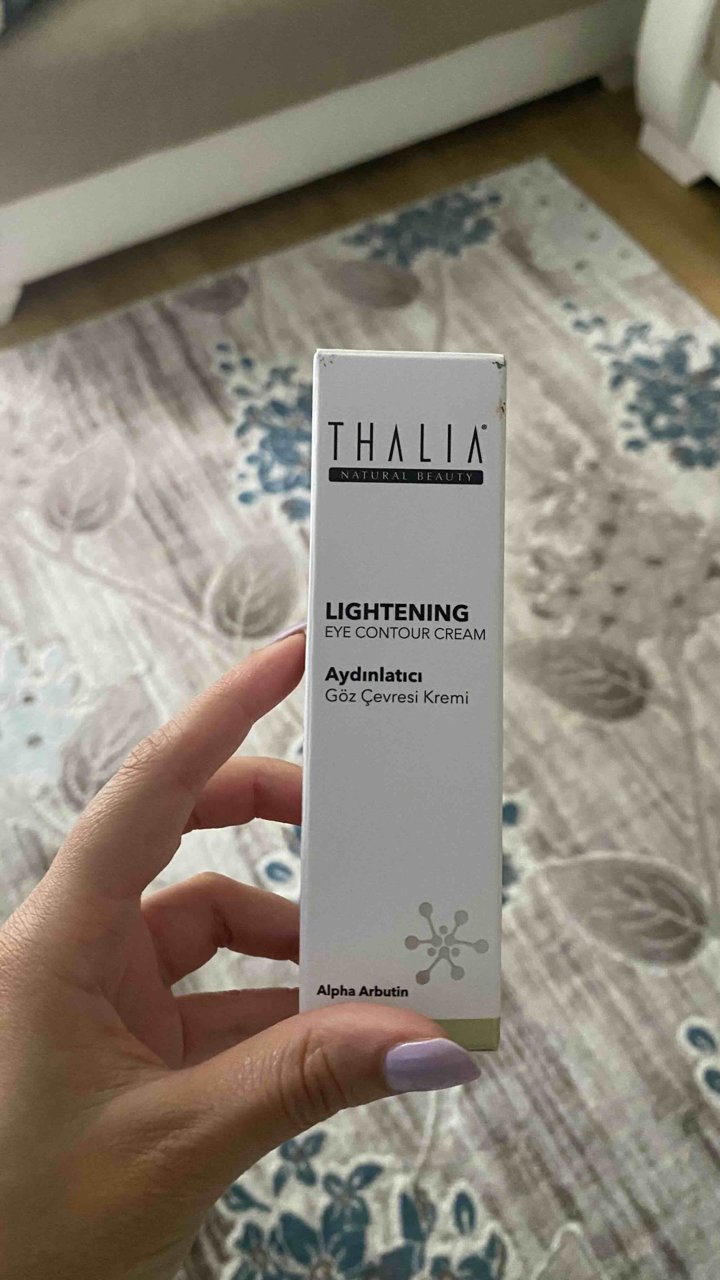 THALIA®
NATURAL BEAUTY
LIGHTENING
EYE CONTOUR CREAM
Aydınlatıcı
Göz Çevresi Kremi
Alpha Arbutin